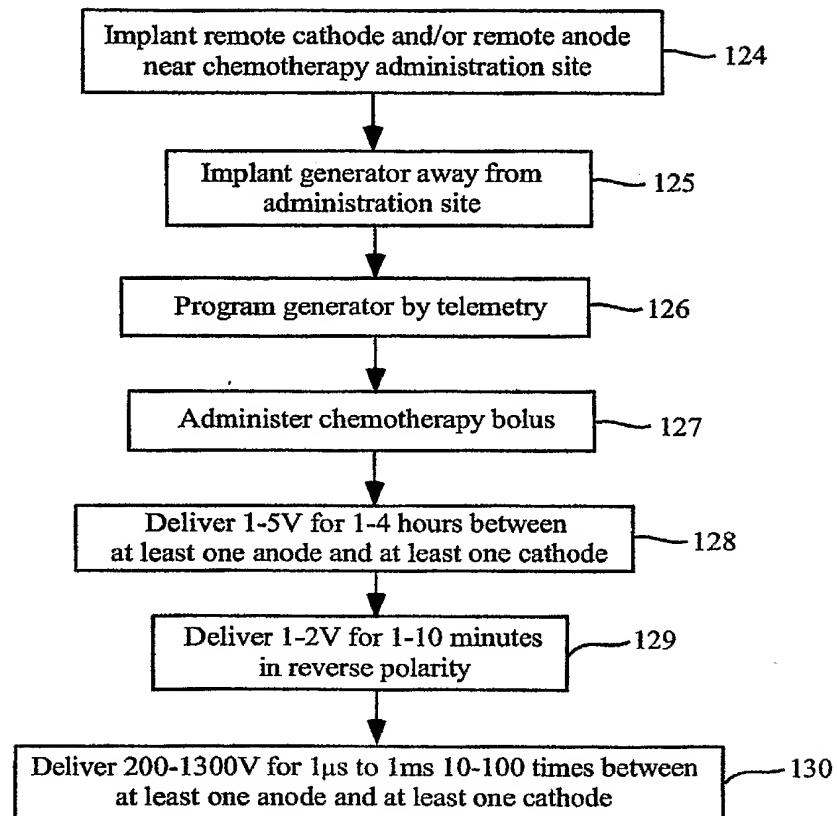 Implant remote cathode and/or remote anode
near chemotherapy administration site
124
Implant generator away from
administration site
125
Program generator by telemetry
126
Administer chemotherapy bolus
127
Deliver 1-5V for 1-4 hours between
at least one anode and at least one cathode
128
Deliver 1-2V for 1-10 minutes
in reverse polarity
129
Deliver 200-1300V for 1μs to 1ms 10-100 times between
at least one anode and at least one cathode
130